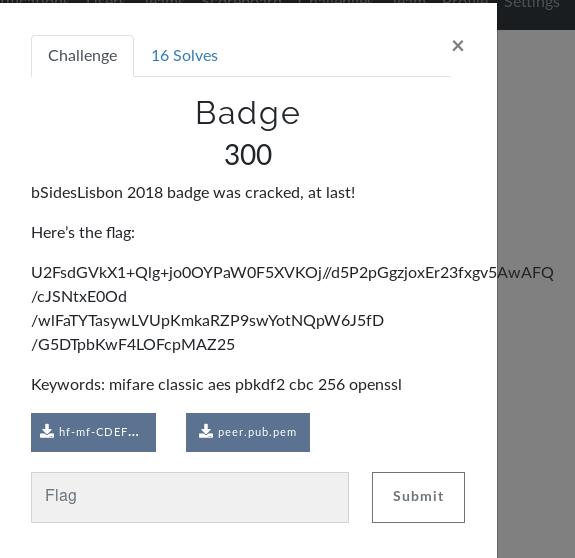 Settings
Challenge
16 Solves
×
Badge
300
bSidesLisbon 2018 badge was cracked, at last!
Here's the flag:
U2FsdGVkX1+Qlg+jo0OYPaW0F5XVKOj//d5P2pGgzjoxEr23fxgv5AwAFQ
/cJSNtxE0Od
/wlFaTYTasywLVUpKmkaRZP9swYotNQpW6J5fD
/G5DTpbKwF4LOFcpMAZ25
Keywords: mifare classic aes pbkdf2 cbc 256 openssl
hf-mf-CDEF...
peer.pub.pem
Flag
Submit